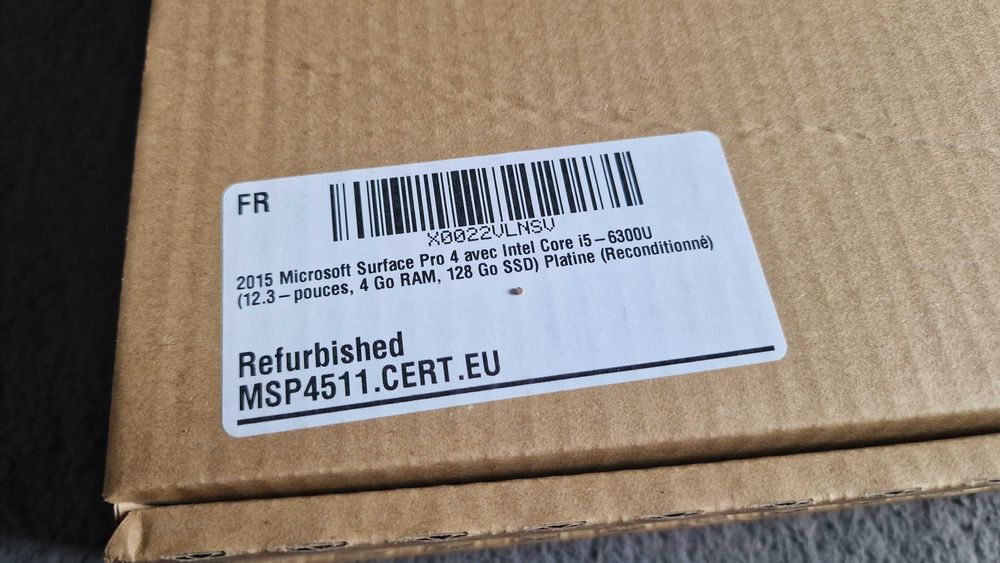 FR
X0022VLNSV
2015 Microsoft Surface Pro 4 avec Intel Core i5-6300U
(12.3-pouces, 4 Go RAM, 128 Go SSD) Platine (Reconditionné)
Refurbished
MSP4511.CERT.EU